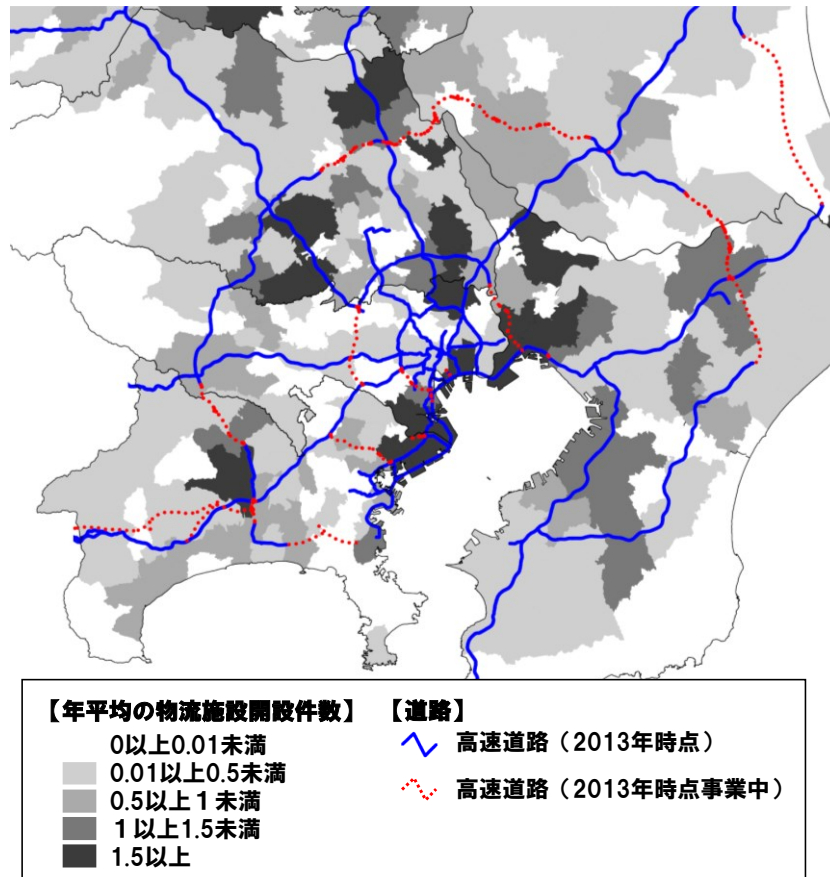 【年平均の物流施設開設件数】 【道路】
0以上0.01未満
高速道路（2013年時点）
0.01以上0.5未満
高速道路（2013年時点事業中）
0.5以上１未満
１以上1.5未満
1.5以上